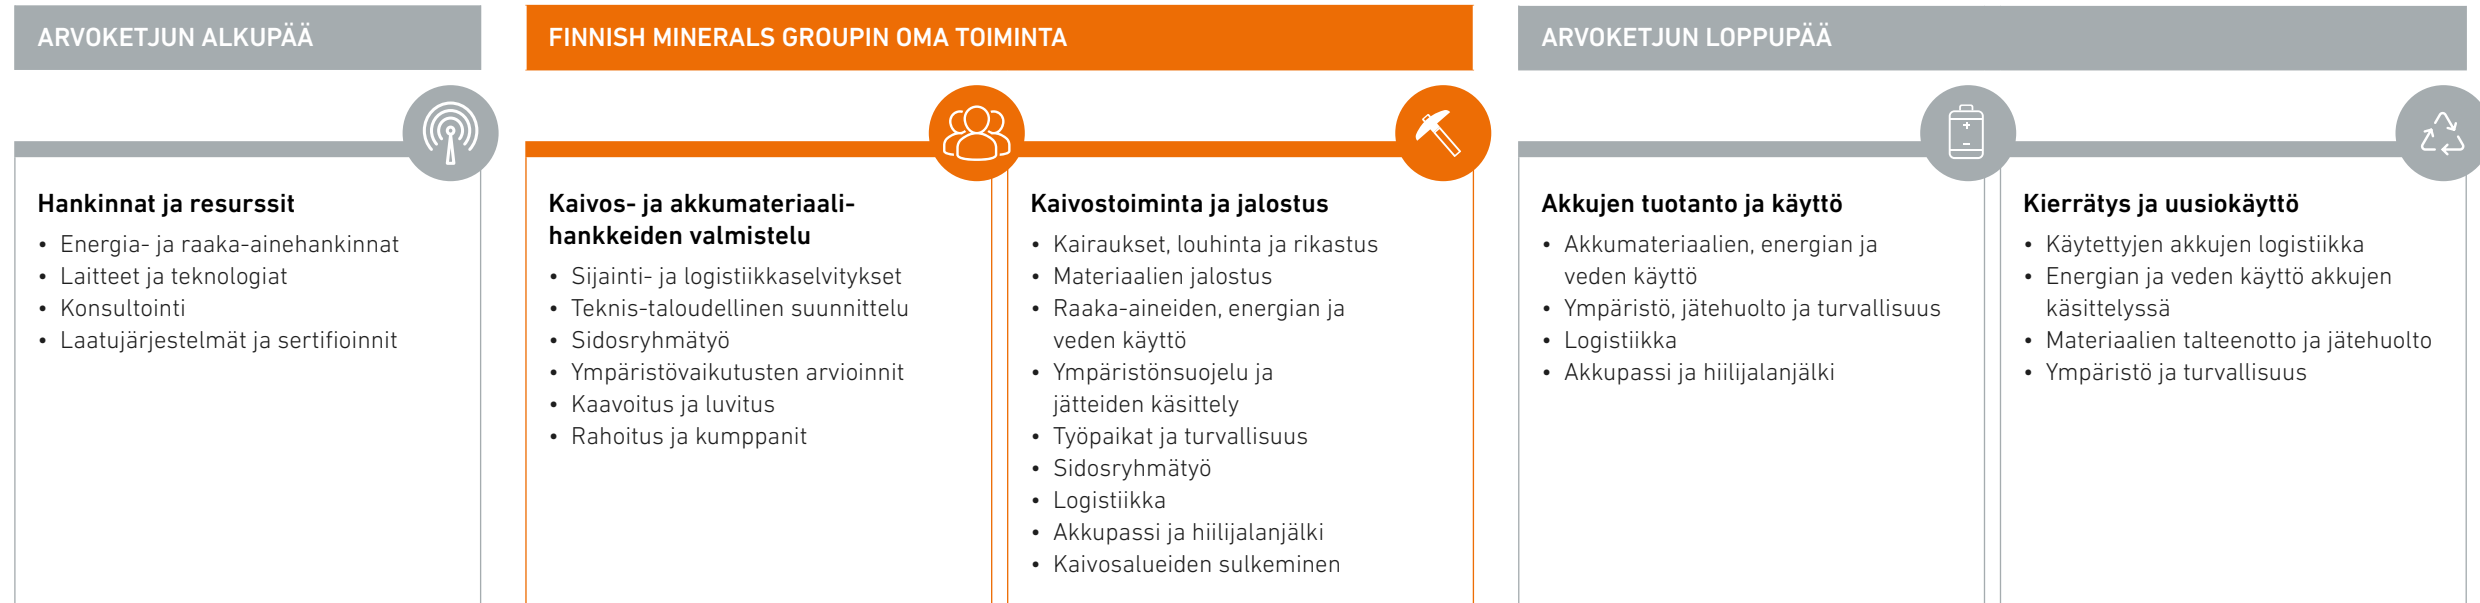 ARVOKETJUN ALKUPÄÄ
Hankinnat ja resurssit
• Energia- ja raaka-ainehankinnat
• Laitteet ja teknologiat
• Konsultointi
• Laatujärjestelmät ja sertifioinnit
FINNISH MINERALS GROUPIN OMA TOIMINTA
Kaivos- ja akkumateriaali-
hankkeiden valmistelu
• Sijainti- ja logistiikkaselvitykset
• Teknis-taloudellinen suunnittelu
• Sidosryhmätyö
• Ympäristövaikutusten arvioinnit
• Kaavoitus ja luvitus
• Rahoitus ja kumppanit
Kaivostoiminta ja jalostus
• Kairaukset, louhinta ja rikastus
• Materiaalien jalostus
• Raaka-aineiden, energian ja
veden käyttö
• Ympäristönsuojelu ja
jätteiden käsittely
• Työpaikat ja turvallisuus
• Sidosryhmätyö
• Logistiikka
• Akkupassi ja hiilijalanjälki
• Kaivosalueiden sulkeminen
ARVOKETJUN LOPPUPÄÄ
Akkujen tuotanto ja käyttö
• Akkumateriaalien, energian ja
veden käyttö
• Ympäristö, jätehuolto ja turvallisuus
• Logistiikka
• Akkupassi ja hiilijalanjälki
Kierrätys ja uusiokäyttö
• Käytettyjen akkujen logistiikka
• Energian ja veden käyttö akkujen
käsittelyssä
• Materiaalien talteenotto ja jätehuolto
• Ympäristö ja turvallisuus